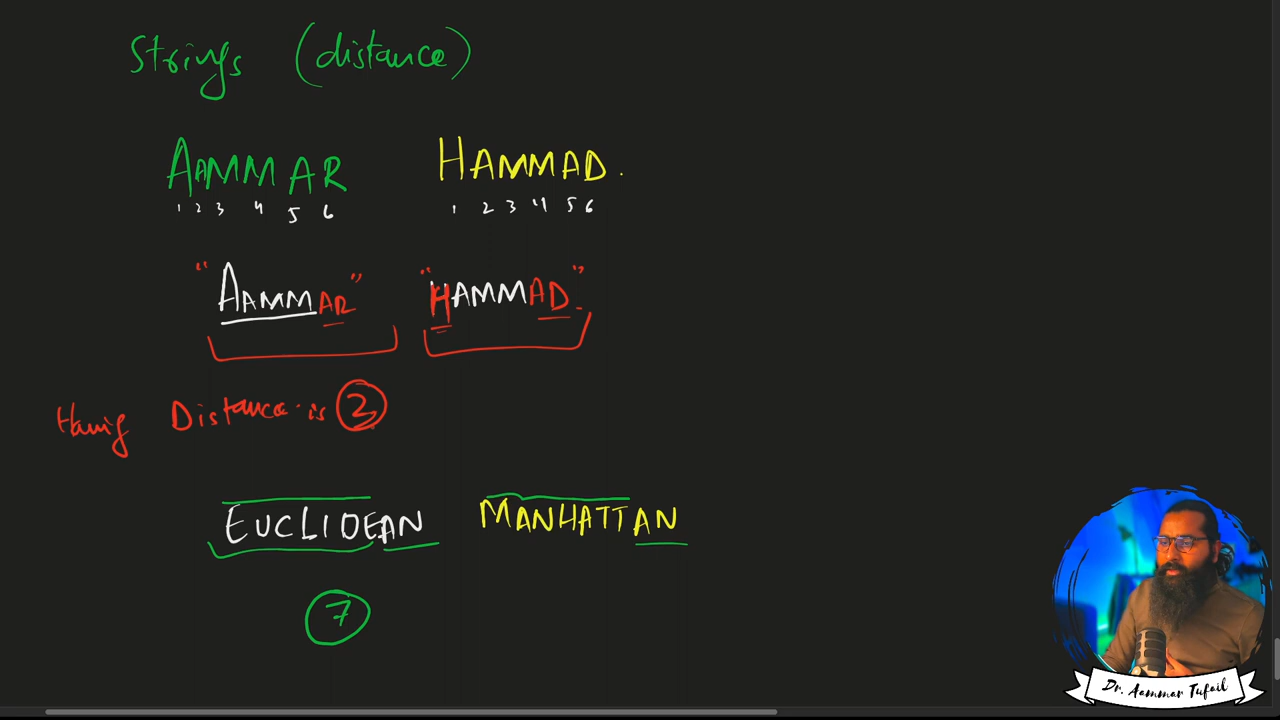 Strings (distance)
AAMMAR HAMMAD.
1 2 3 4 5 6 1 2 3 4 5 6
"AAMMAR" "HAMMAD."
Distance is 2
EUCLIDEAN MANHATTAN
7
Dr. Aammar Tufail